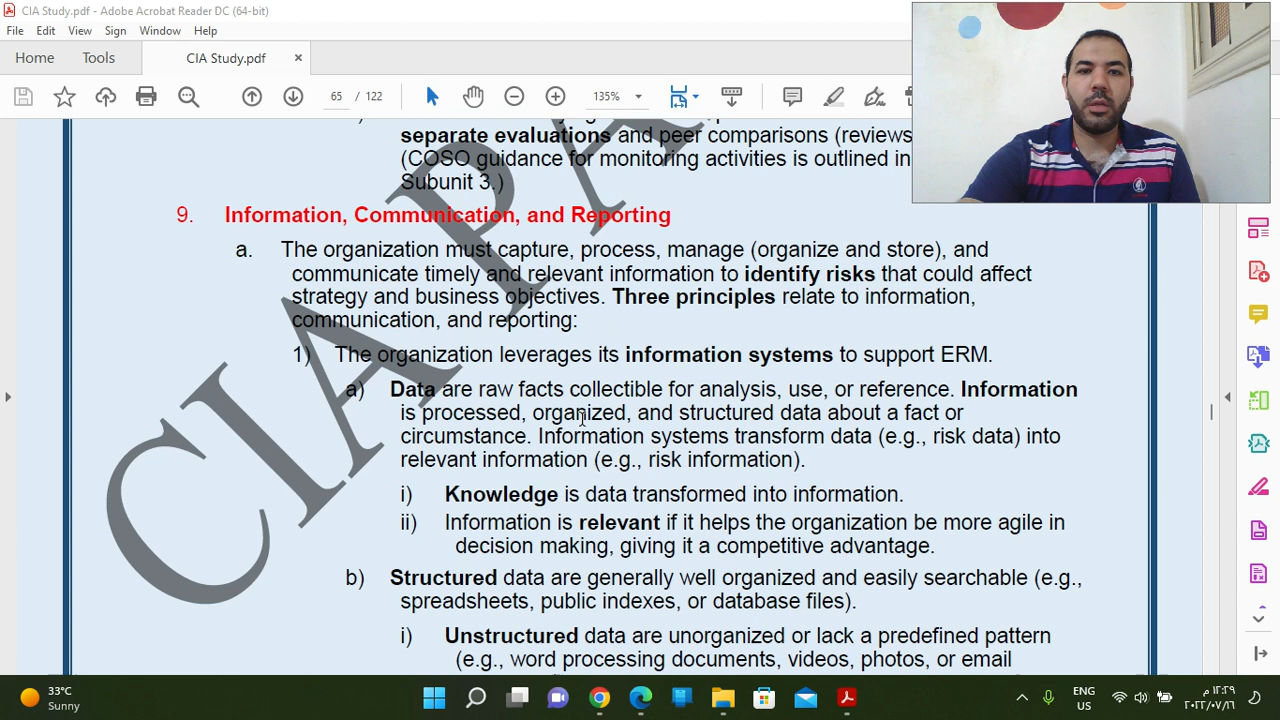 CIA Study.pdf - Adobe Acrobat Reader DC (64-bit)
File Edit View Sign Window Help
Home Tools CIA Study.pdf ×
65 / 122 135%
separate evaluations and peer comparisons (reviews
(COSO guidance for monitoring activities is outlined in
Subunit 3.)
9. Information, Communication, and Reporting
a. The organization must capture, process, manage (organize and store), and
communicate timely and relevant information to identify risks that could affect
strategy and business objectives. Three principles relate to information,
communication, and reporting:
1) The organization leverages its information systems to support ERM.
a) Data are raw facts collectible for analysis, use, or reference. Information
is processed, organized, and structured data about a fact or
circumstance. Information systems transform data (e.g., risk data) into
relevant information (e.g., risk information).
i) Knowledge is data transformed into information.
ii) Information is relevant if it helps the organization be more agile in
decision making, giving it a competitive advantage.
b) Structured data are generally well organized and easily searchable (e.g.,
spreadsheets, public indexes, or database files).
i) Unstructured data are unorganized or lack a predefined pattern
(e.g., word processing documents, videos, photos, or email
CIA PA
33°C
Sunny
ENG
US
١٢:٢٩ م
٢٠٢٢/٠٧/١٦